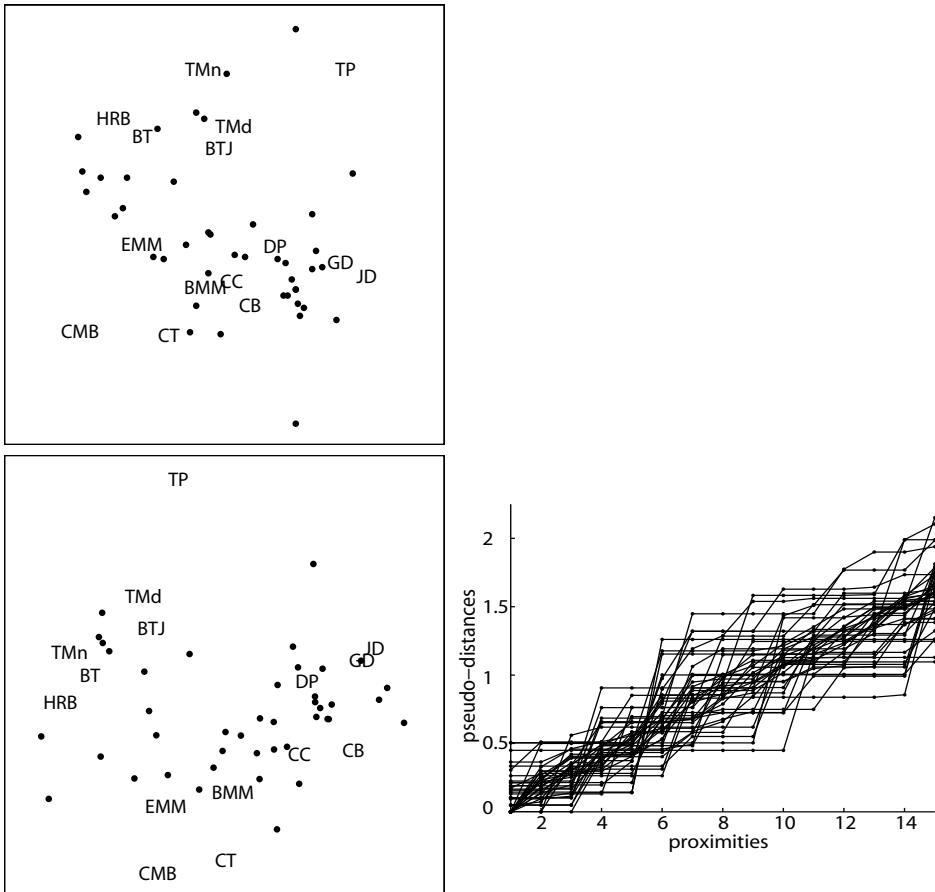 TMn
TP
HRB
BT
TMd
BTJ
EMM
DP
GD
JD
BMM
CC
CB
CMB
CT
TP
TMd
BTJ
TMn
BT
HRB
JD
GD
DP
CB
CC
EMM
BMM
CT
CMB
2
1.5
1
0.5
0
pseudo–distances
2 4 6 8 10 12 14
proximities